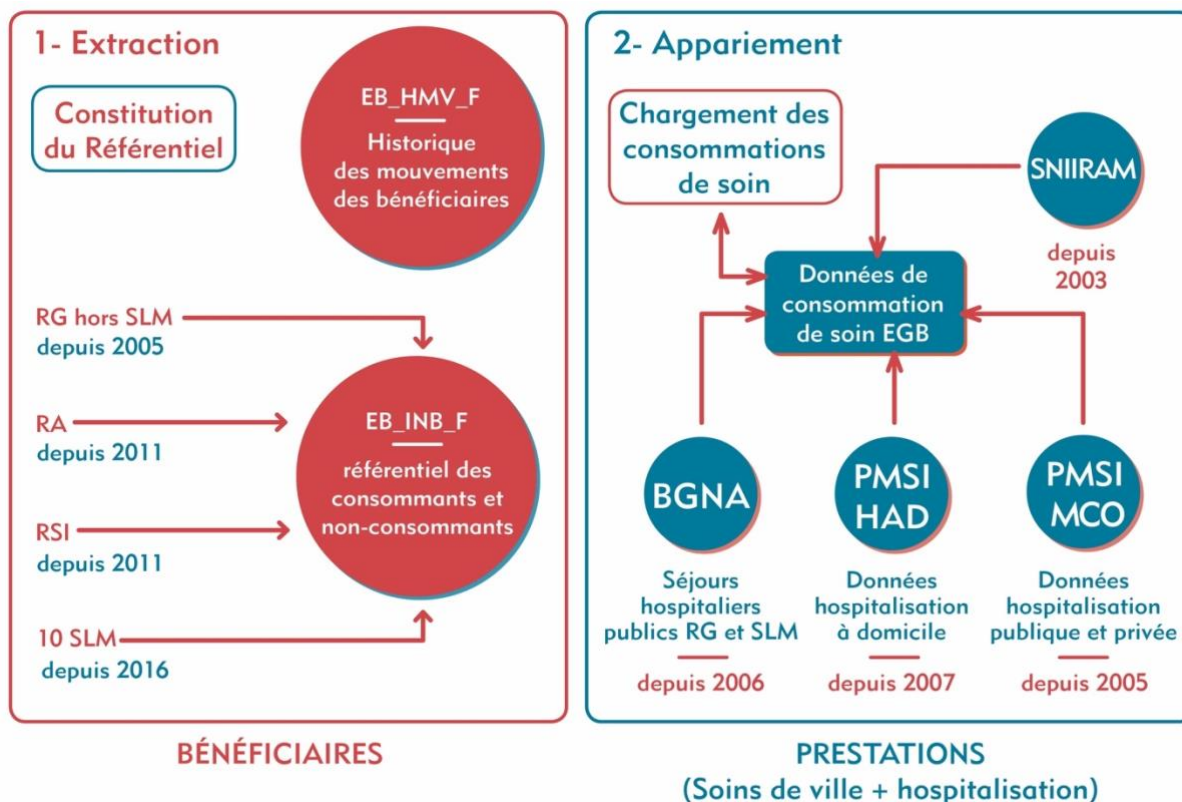 1- Extraction
Constitution
du Référentiel
EB_HMV_F
Historique
des mouvements
des bénéficiaires
RG hors SLM
depuis 2005
RA
depuis 2011
RSI
depuis 2011
10 SLM
depuis 2016
EB_INB_F
référentiel des
consommants et
non-consommants
BÉNÉFICIAIRES
2- Appariement
Chargement des
consommations
de soin
SNIIRAM
depuis
2003
Données de
consommation
de soin EGB
BGNA
Séjours
hospitaliers
publics RG et SLM
depuis 2006
PMSI
HAD
Données
hospitalisation
à domicile
depuis 2007
PMSI
MCO
Données
hospitalisation
publique et privée
depuis 2005
PRESTATIONS
(Soins de ville + hospitalisation)